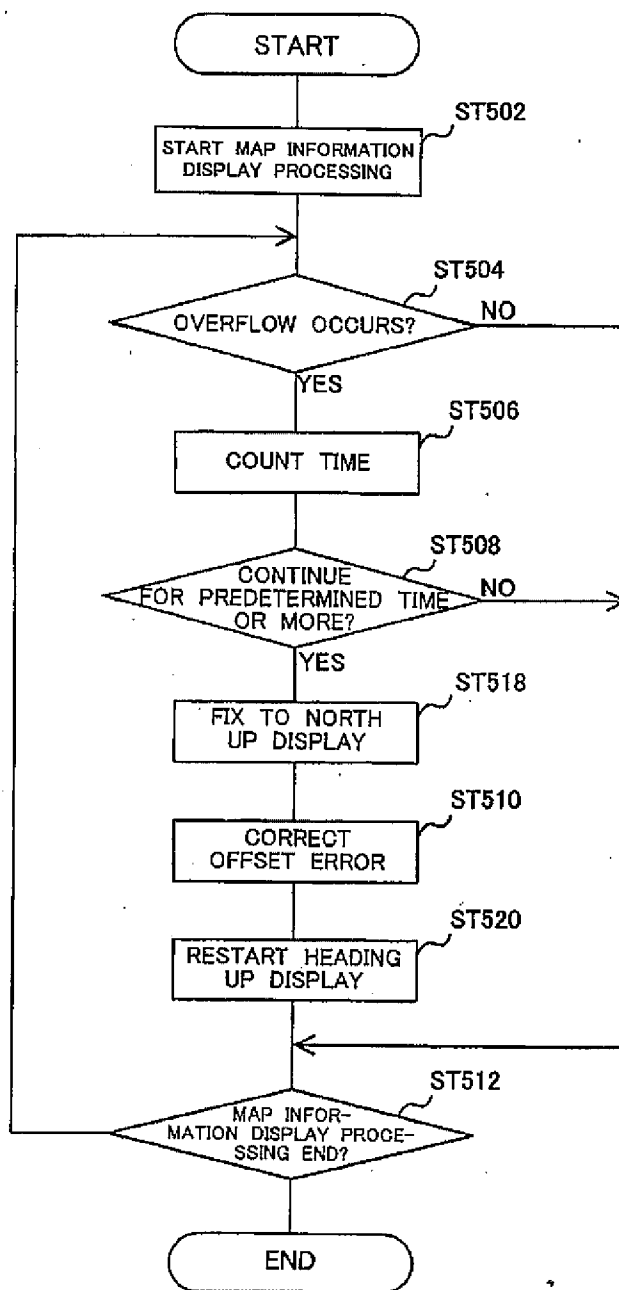 START
ST502
START MAP INFORMATION
DISPLAY PROCESSING
ST504
OVERFLOW OCCURS?
NO
YES
ST506
COUNT TIME
ST508
CONTINUE
FOR PREDETERMINED TIME
OR MORE?
NO
YES
ST518
FIX TO NORTH
UP DISPLAY
ST510
CORRECT
OFFSET ERROR
ST520
RESTART HEADING
UP DISPLAY
ST512
MAP INFOR-
MATION DISPLAY PROCE-
SSING END?
END